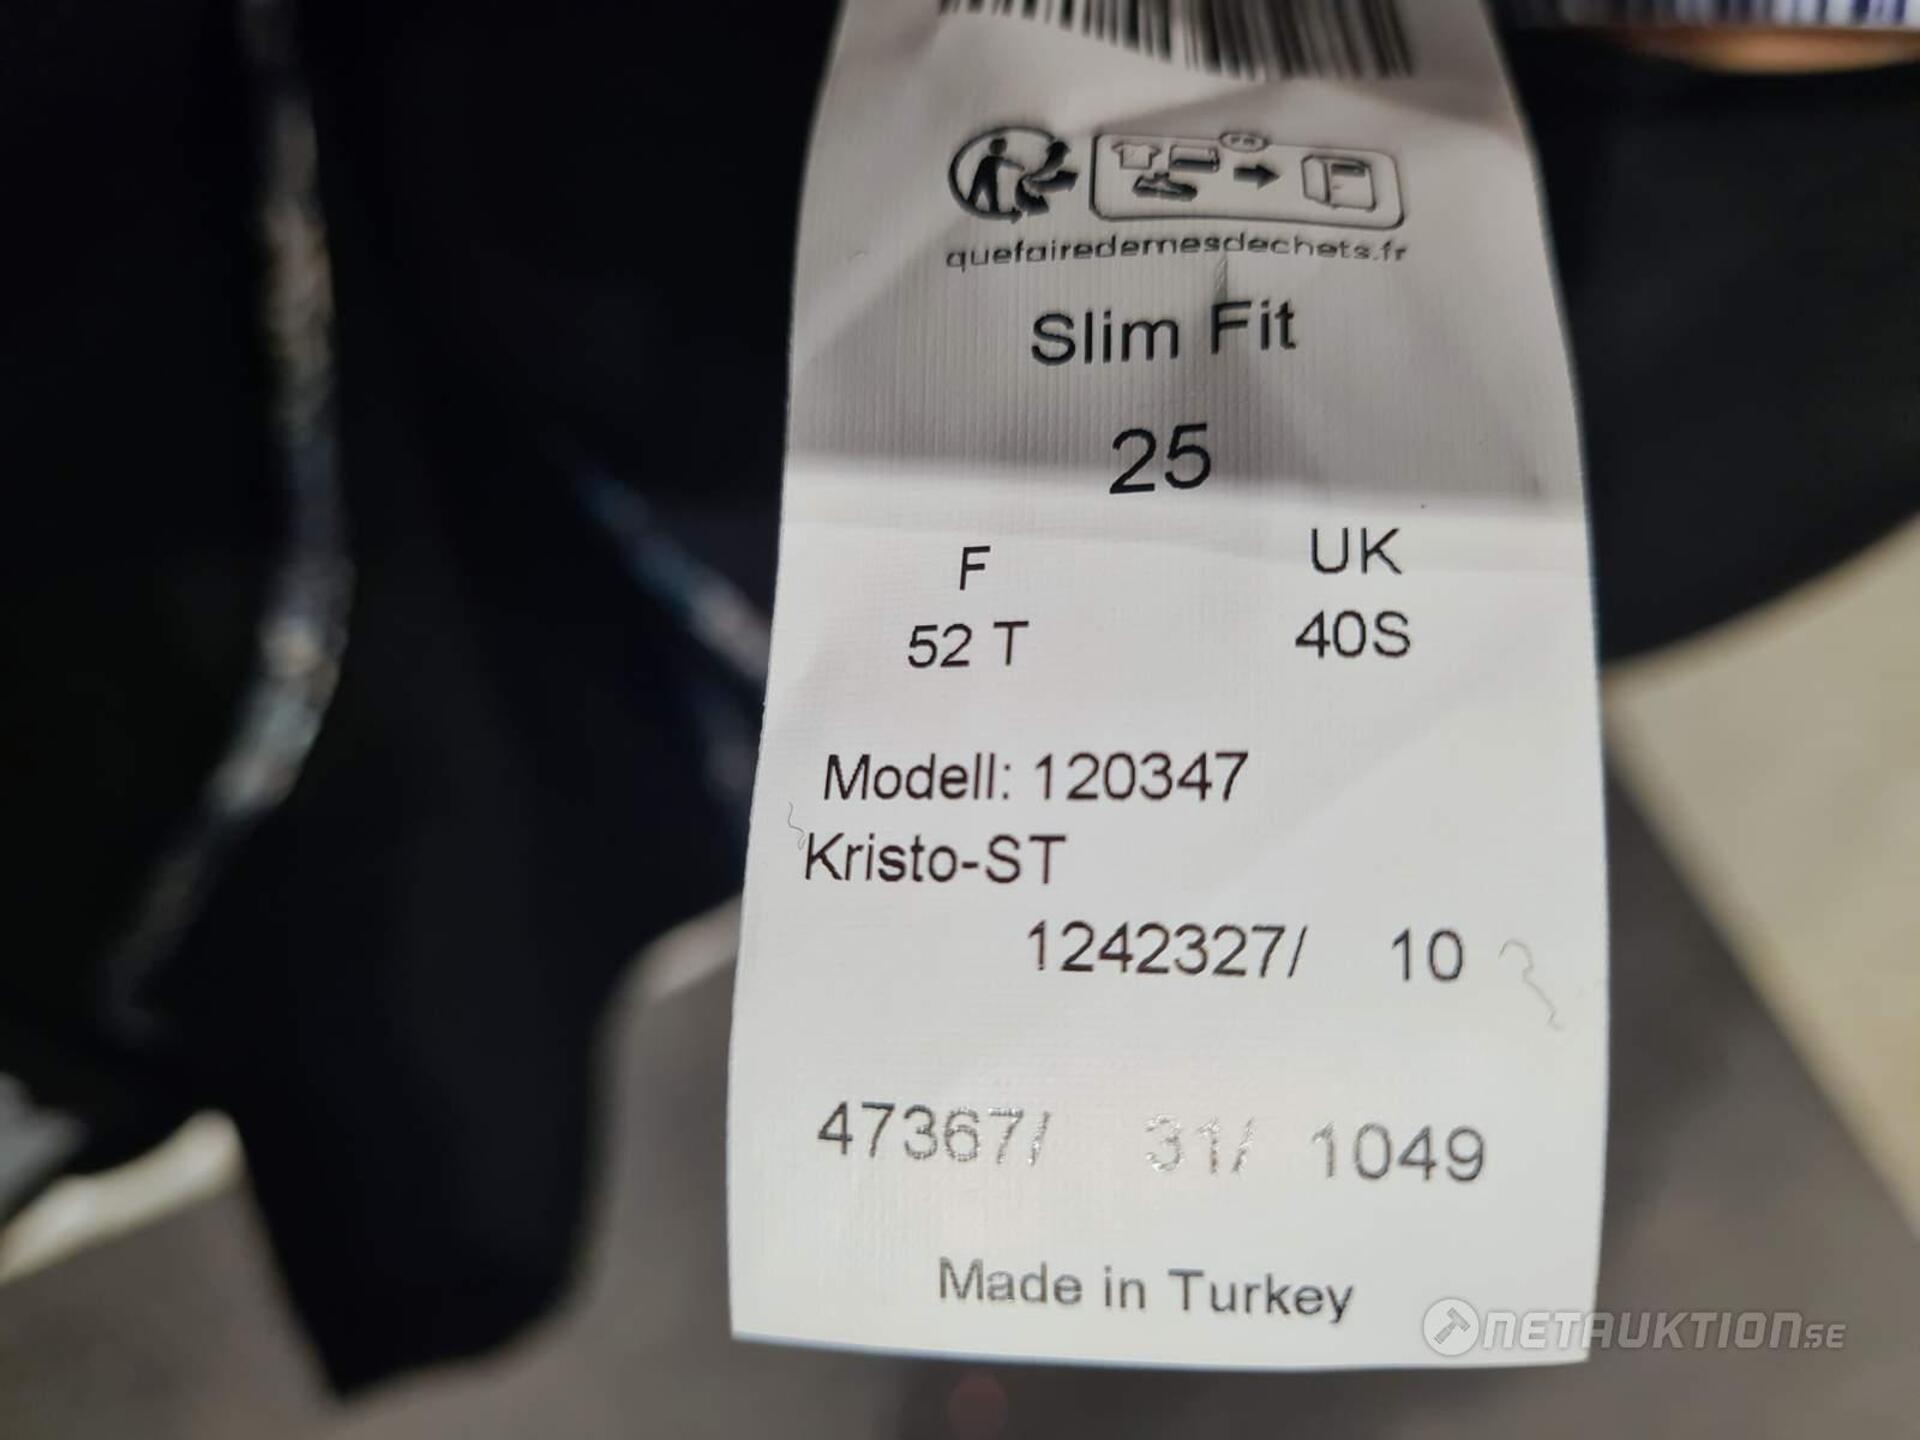 FR
quefairedemesdechets.fr
Slim Fit
25
F UK
52 T 40S
Modell: 120347
Kristo-ST
1242327/ 10
47367/ 31/ 1049
Made in Turkey
NETAUKTION.SE